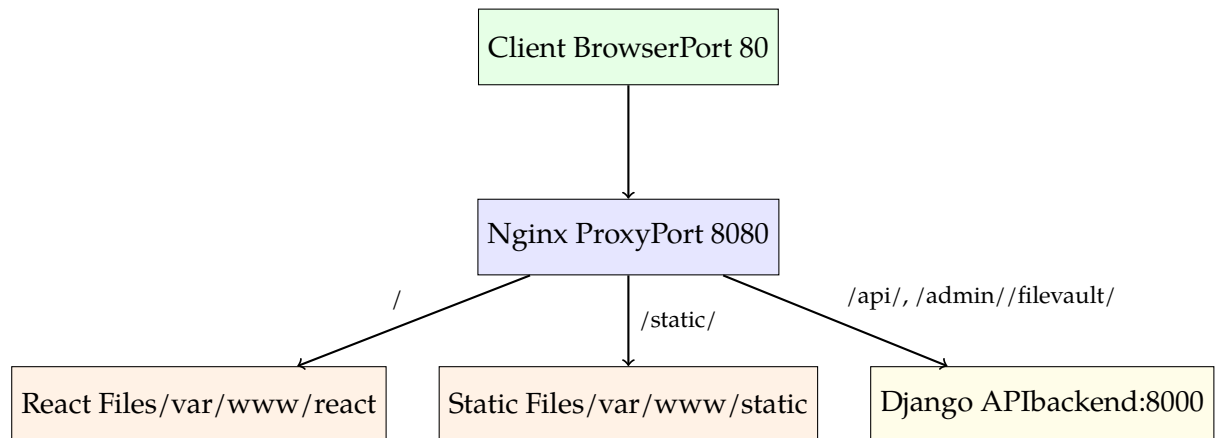 Client BrowserPort 80
Nginx ProxyPort 8080
/
/static/
/api/, /admin//filevault/
React Files/var/www/react
Static Files/var/www/static
Django APIbackend:8000